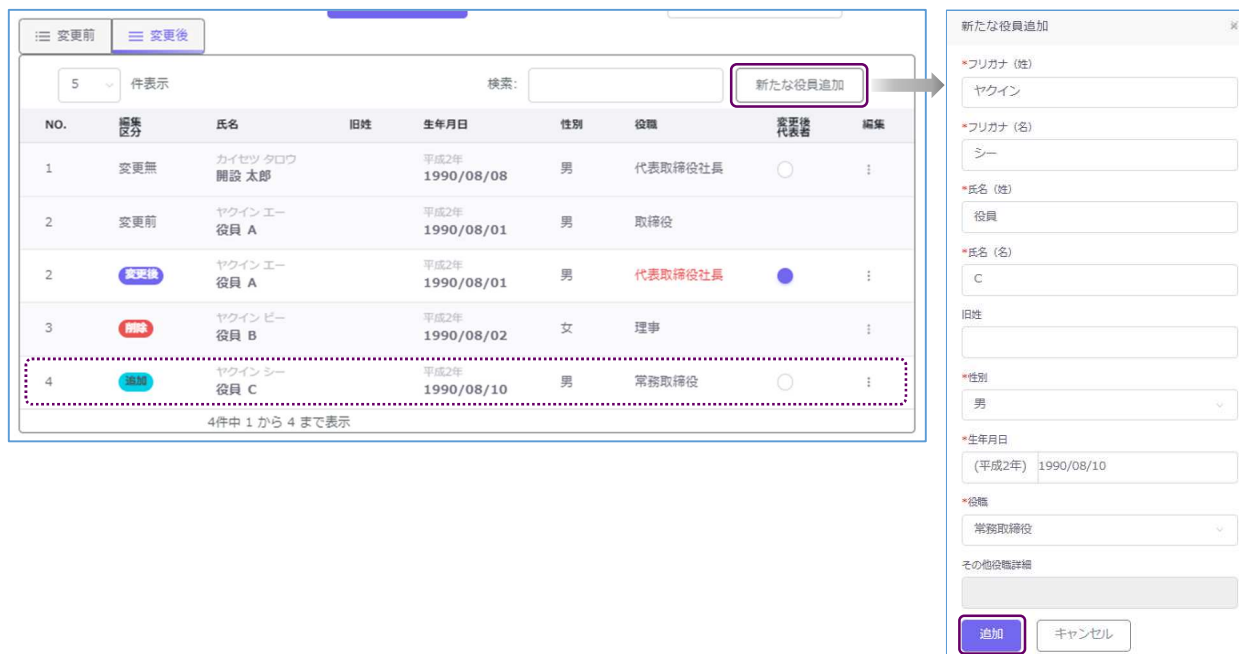 変更前 変更後
5 件表示 検索: 新たな役員追加
NO. 編集区分 氏名 旧姓 生年月日 性別 役職 変更後代表者 編集
カイセツ タロウ 平成2年
1 変更無 開設 太郎 1990/08/08 男 代表取締役社長
ヤクイン エー 平成2年
2 変更前 役員 A 1990/08/01 男 取締役
ヤクイン エー 平成2年
2 変更後 役員 A 1990/08/01 男 代表取締役社長
ヤクイン ビー 平成2年
3 削除 役員 B 1990/08/02 女 理事
ヤクイン シー 平成2年
4 追加 役員 C 1990/08/10 男 常務取締役
4件中 1 から 4 まで表示
新たな役員追加
*フリガナ（姓）
ヤクイン
*フリガナ（名）
シー
*氏名（姓）
役員
*氏名（名）
C
旧姓
*性別
男
*生年月日
(平成2年) 1990/08/10
*役職
常務取締役
その他役職詳細
追加 キャンセル